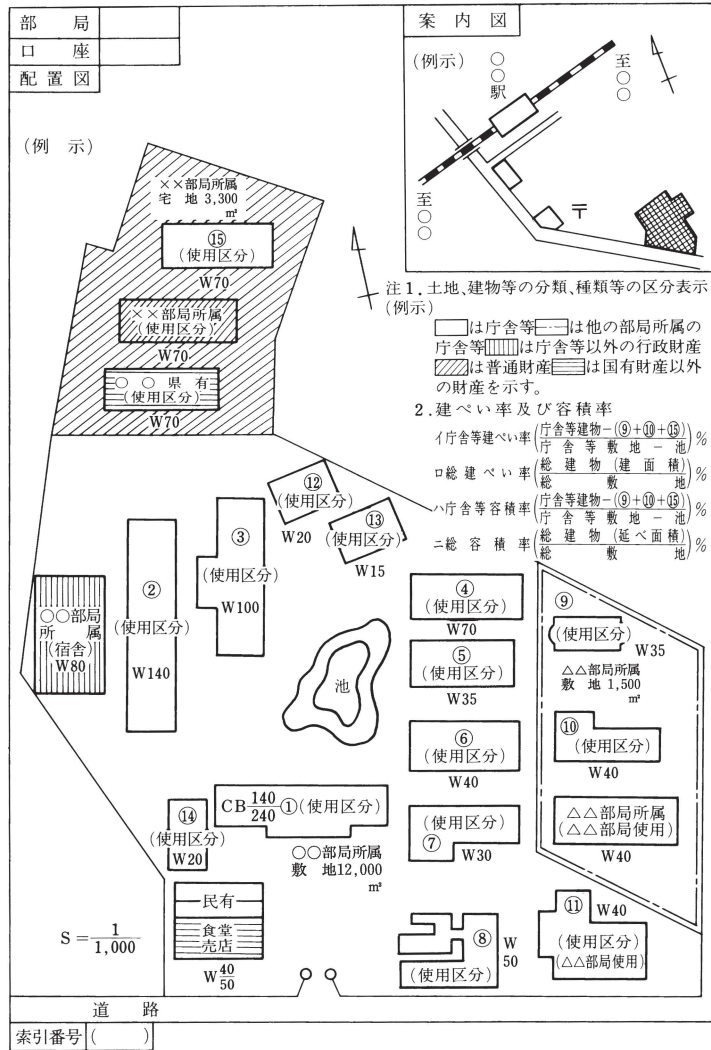 部局
口座
配置図
(例示)
案内図
(例示)
○○駅
至○○
至○○
〒
××部局所属
宅地 3,300
㎡
⑮
(使用区分)
W70
××部局所属
(使用区分)
W70
○○県有
(使用区分)
W70
注1. 土地、建物等の分類、種類等の区分表示
(例示)
は庁舎等 は他の部局所属の
庁舎等 は庁舎等以外の行政財産
は普通財産 は国有財産以外
の財産を示す。
2. 建ぺい率及び容積率
イ庁舎等建ぺい率(庁舎等建物-(⑨+⑩+⑮)/庁舎等敷地-池)%
ロ総建ぺい率(総建物(建面積)/総敷地)%
ハ庁舎等容積率(庁舎等建物-(⑨+⑩+⑮)/庁舎等敷地-池)%
ニ総容積率(総建物(延べ面積)/総敷地)%
⑫
(使用区分)
W20
⑬
(使用区分)
W15
③
(使用区分)
W100
②
(使用区分)
W140
○○部局
所属
(宿舎)
W80
池
④
(使用区分)
W70
⑤
(使用区分)
W35
⑥
(使用区分)
W40
(使用区分)
⑦
W30
⑨
(使用区分)
W35
△△部局所属
敷地 1,500
㎡
⑩
(使用区分)
W40
△△部局所属
(△△部局使用)
W40
CB 140/240 ①(使用区分)
○○部局所属
敷地12,000
㎡
⑭
(使用区分)
W20
民有
食堂
売店
W 40/50
S=1/1,000
⑧
(使用区分)
W
50
⑪
W40
(使用区分)
(△△部局使用)
道路
索引番号( )